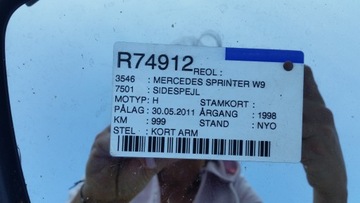 R74912 REOL:
3546 : MERCEDES SPRINTER W9
7501 : SIDESPEJL
MOTYP: H STAMKORT :
PÅLAG : 30.05.2011 ÅRGANG : 1998
KM : 999 STAND : NYO
STEL : KORT ARM